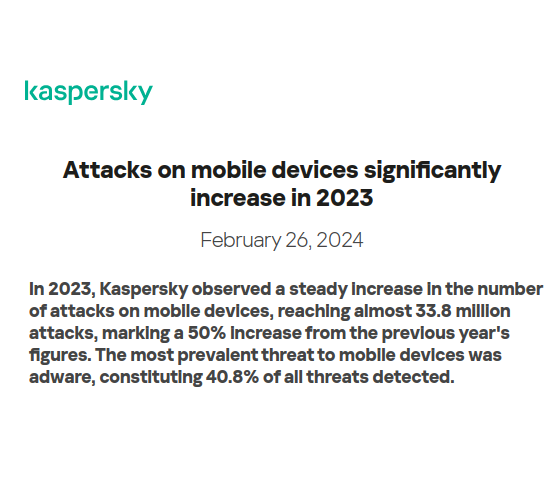 kaspersky
Attacks on mobile devices significantly
increase in 2023
February 26, 2024
In 2023, Kaspersky observed a steady increase in the number
of attacks on mobile devices, reaching almost 33.8 million
attacks, marking a 50% increase from the previous year's
figures. The most prevalent threat to mobile devices was
adware, constituting 40.8% of all threats detected.